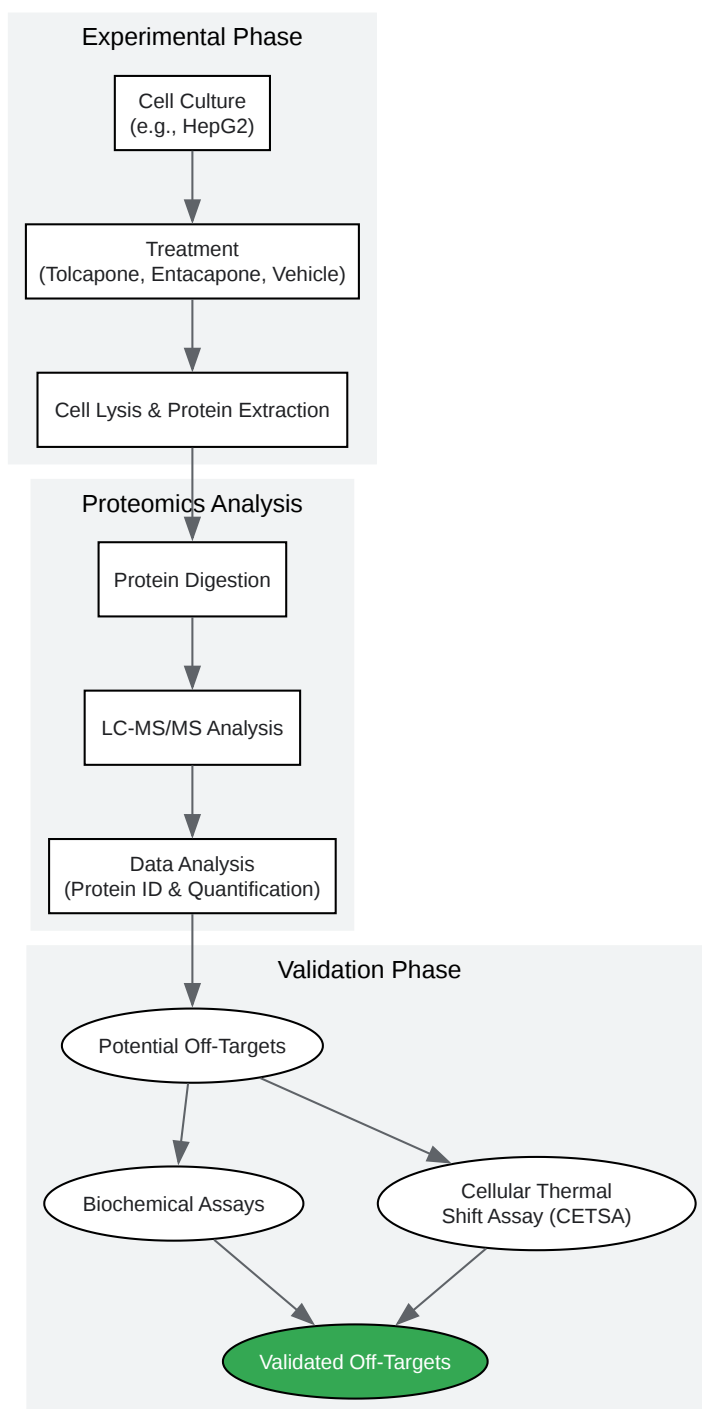 Experimental Phase
Cell Culture
(e.g., HepG2)
Treatment
(Tolcapone, Entacapone, Vehicle)
Cell Lysis & Protein Extraction
Proteomics Analysis
Protein Digestion
LC-MS/MS Analysis
Data Analysis
(Protein ID & Quantification)
Validation Phase
Potential Off-Targets
Biochemical Assays
Cellular Thermal
Shift Assay (CETSA)
Validated Off-Targets